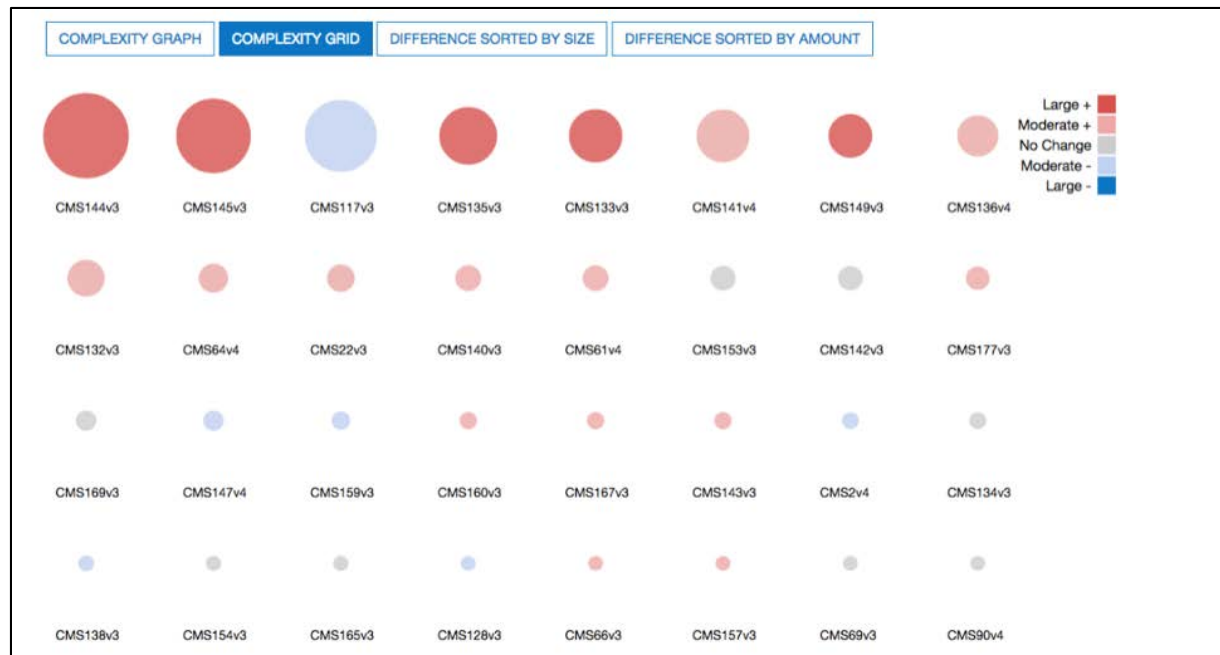 COMPLEXITY GRAPH COMPLEXITY GRID DIFFERENCE SORTED BY SIZE DIFFERENCE SORTED BY AMOUNT
Large +
Moderate +
No Change
Moderate -
Large -
CMS144v3 CMS145v3 CMS117v3 CMS135v3 CMS133v3 CMS141v4 CMS149v3 CMS136v4
CMS132v3 CMS64v4 CMS22v3 CMS140v3 CMS61v4 CMS153v3 CMS142v3 CMS177v3
CMS169v3 CMS147v4 CMS159v3 CMS160v3 CMS167v3 CMS143v3 CMS2v4 CMS134v3
CMS138v3 CMS154v3 CMS165v3 CMS128v3 CMS66v3 CMS157v3 CMS69v3 CMS90v4